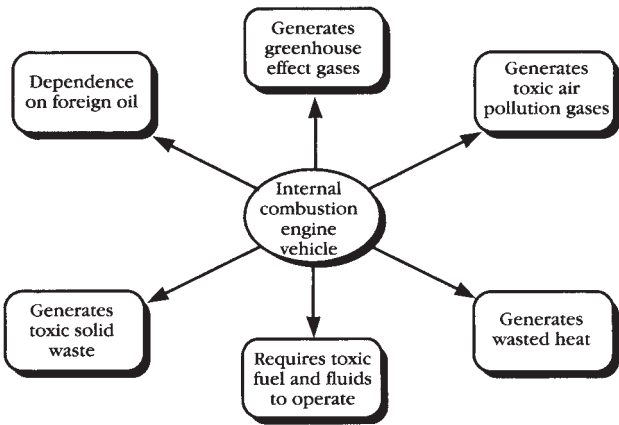 Generates
greenhouse
effect gases
Dependence
on foreign oil
Generates
toxic air
pollution gases
Internal
combustion
engine
vehicle
Generates
toxic solid
waste
Requires toxic
fuel and fluids
to operate
Generates
wasted heat